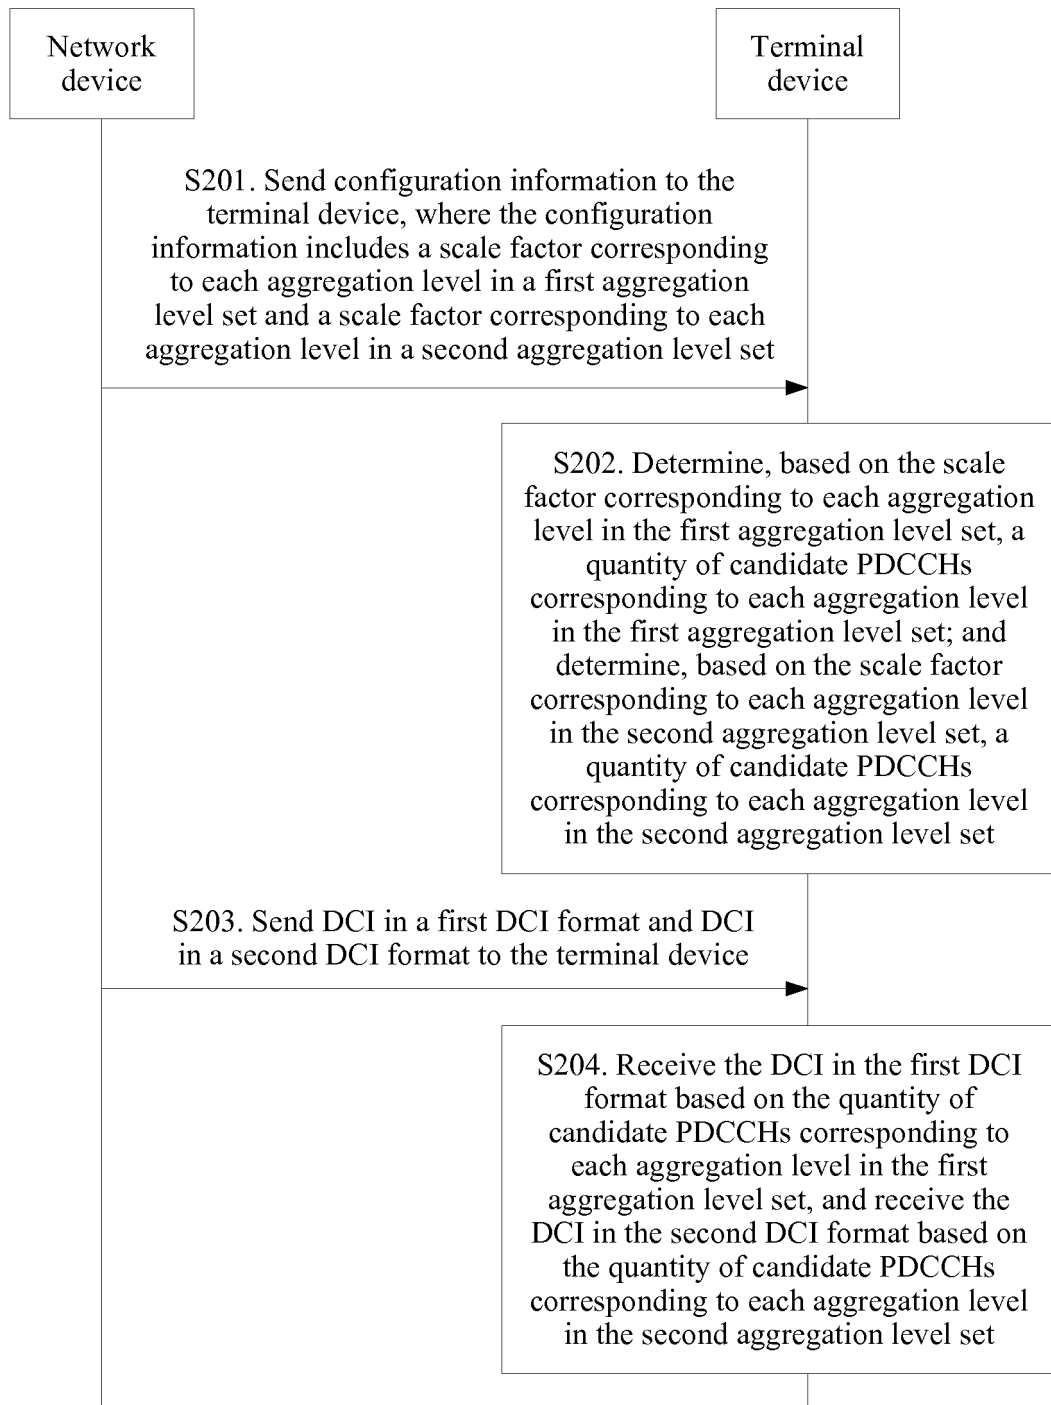 Network
device
Terminal
device
S201. Send configuration information to the
terminal device, where the configuration
information includes a scale factor corresponding
to each aggregation level in a first aggregation
level set and a scale factor corresponding to each
aggregation level in a second aggregation level set
S202. Determine, based on the scale
factor corresponding to each aggregation
level in the first aggregation level set, a
quantity of candidate PDCCHs
corresponding to each aggregation level
in the first aggregation level set; and
determine, based on the scale factor
corresponding to each aggregation level
in the second aggregation level set, a
quantity of candidate PDCCHs
corresponding to each aggregation level
in the second aggregation level set
S203. Send DCI in a first DCI format and DCI
in a second DCI format to the terminal device
S204. Receive the DCI in the first DCI
format based on the quantity of
candidate PDCCHs corresponding to
each aggregation level in the first
aggregation level set, and receive the
DCI in the second DCI format based on
the quantity of candidate PDCCHs
corresponding to each aggregation level
in the second aggregation level set